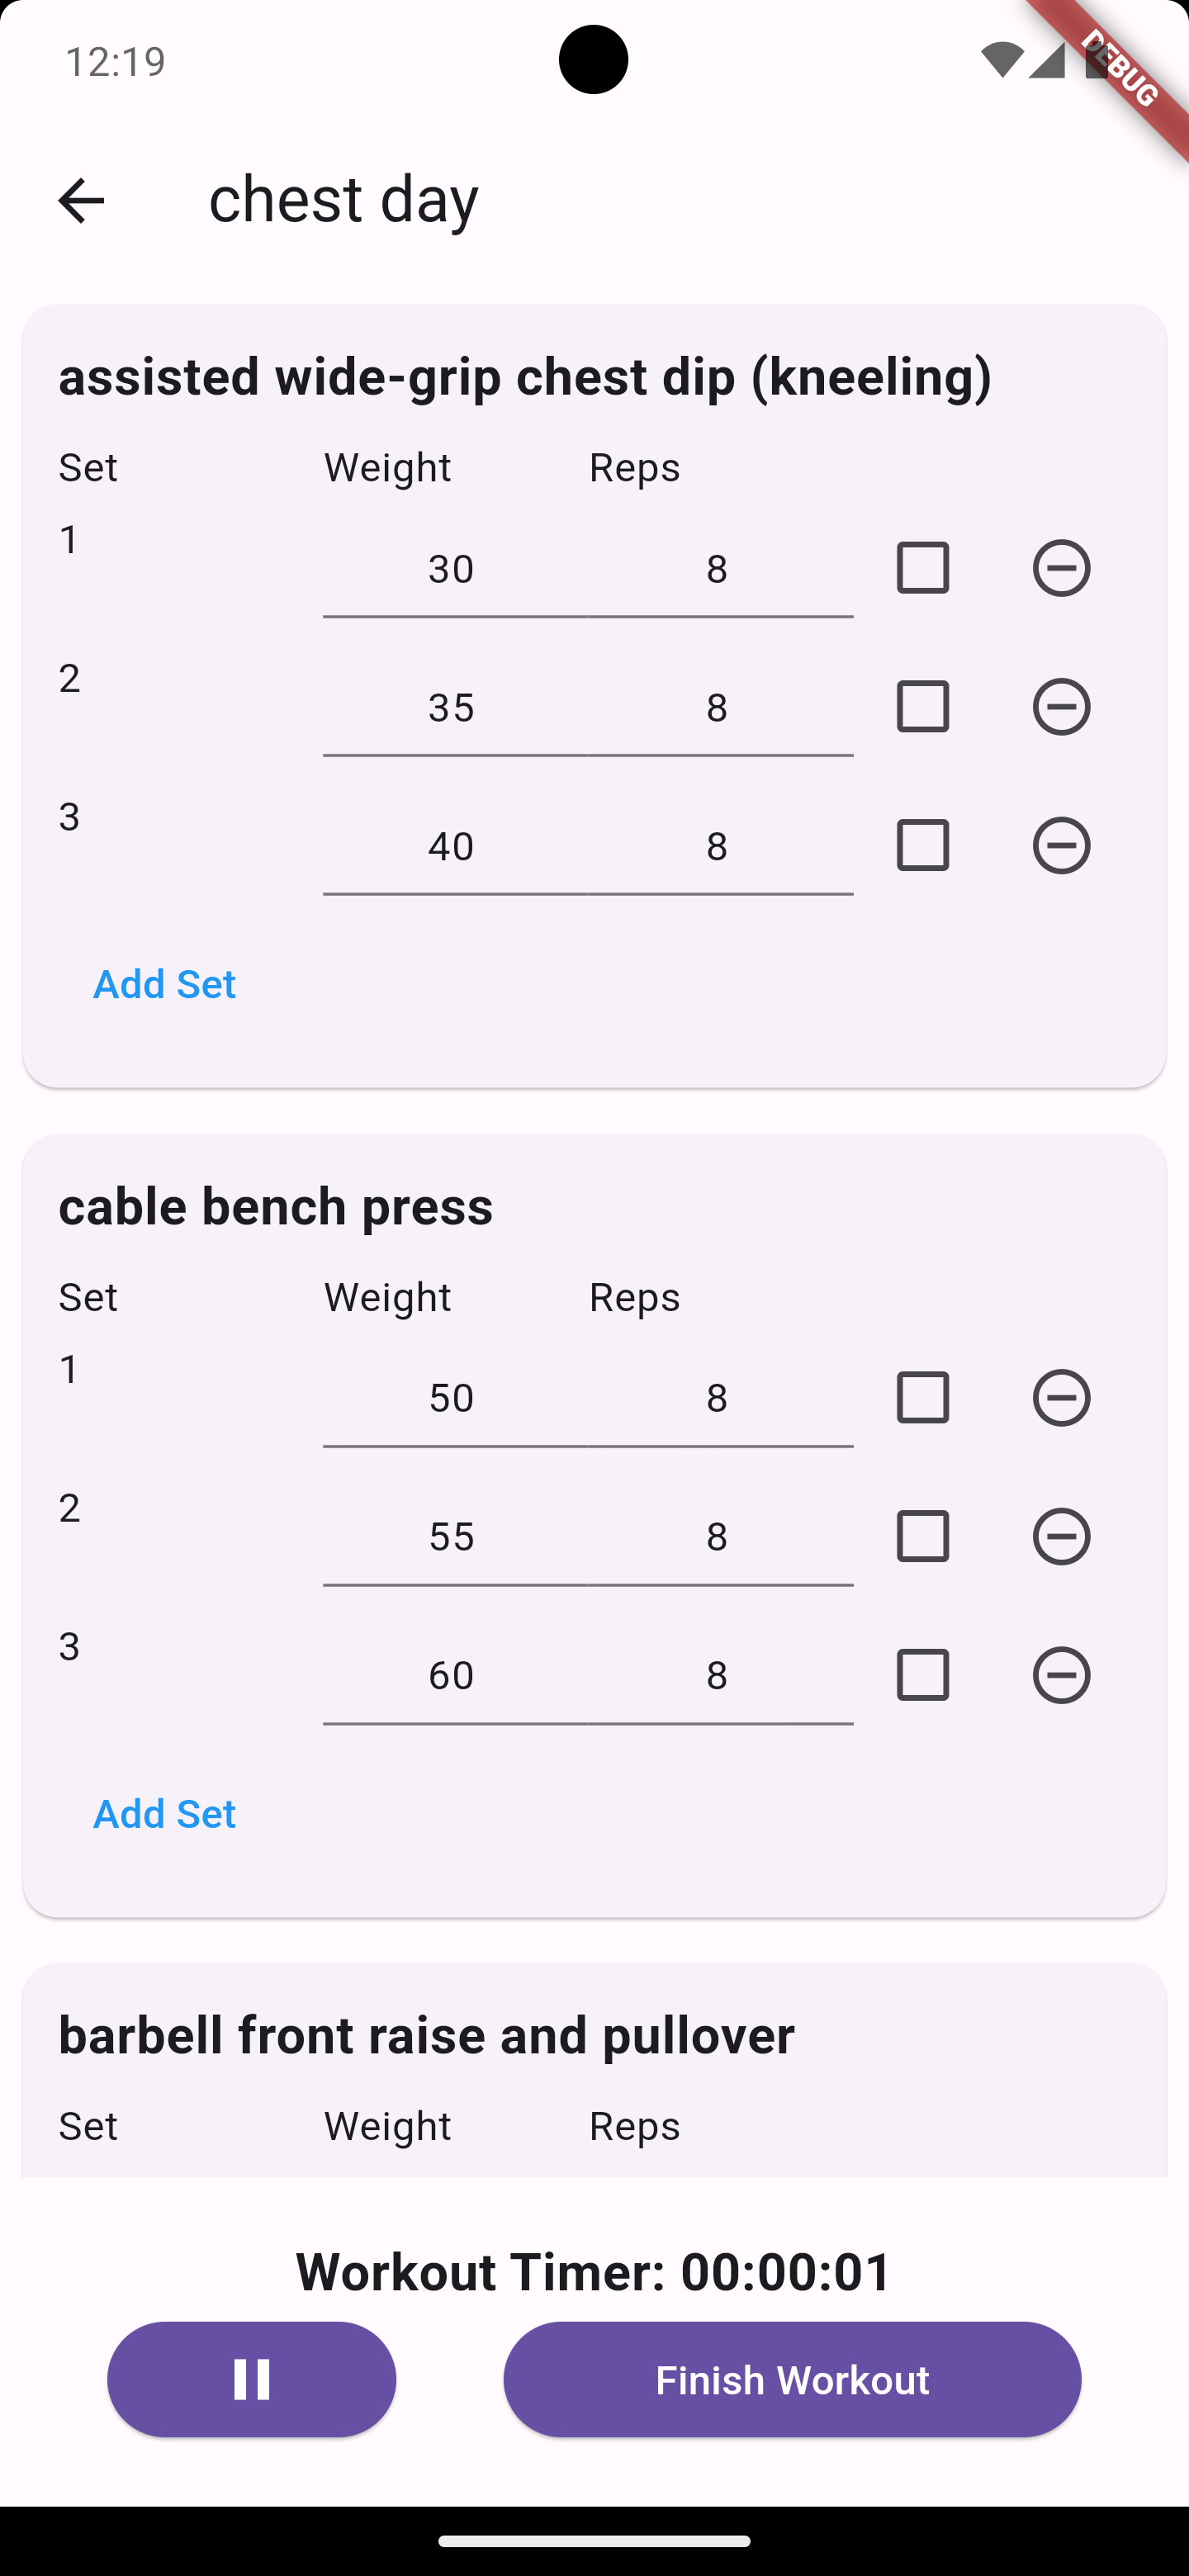 12:19
DEBUG
chest day
assisted wide-grip chest dip (kneeling)
Set Weight Reps
1 30 8
2 35 8
3 40 8
Add Set
cable bench press
Set Weight Reps
1 50 8
2 55 8
3 60 8
Add Set
barbell front raise and pullover
Set Weight Reps
Workout Timer: 00:00:01
Finish Workout